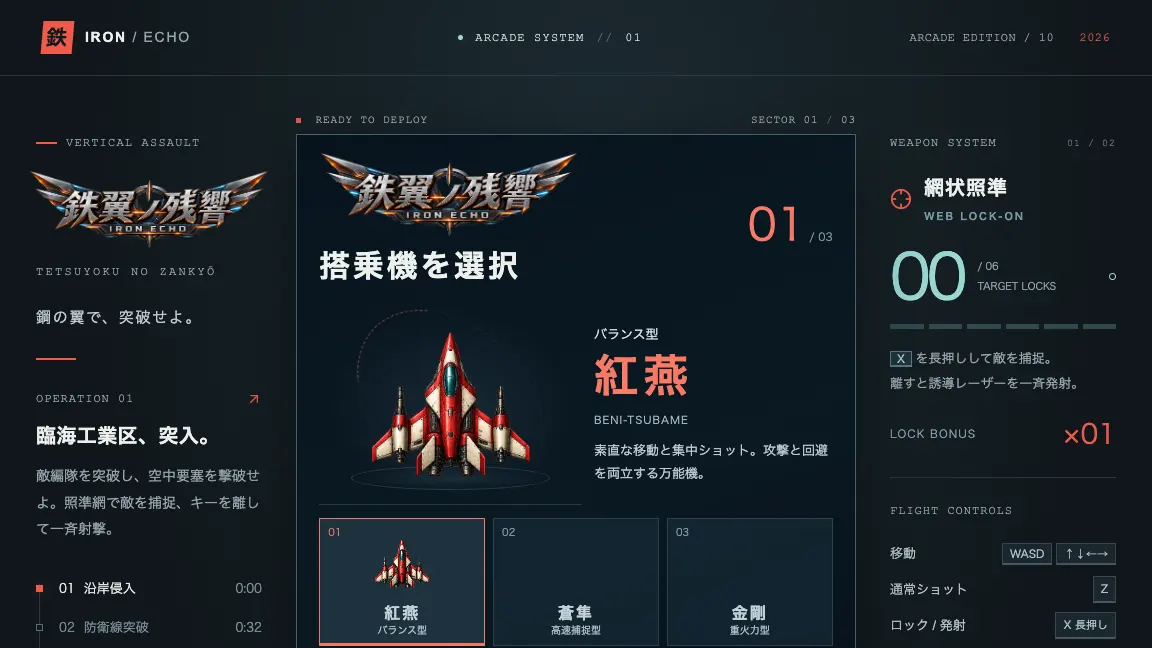 鉄 IRON / ECHO
ARCADE SYSTEM // 01
ARCADE EDITION / 10 2026
VERTICAL ASSAULT
鉄翼ノ残響
IRON ECHO
TETSUYOKU NO ZANKYŌ
鋼の翼で、突破せよ。
OPERATION 01
臨海工業区、突入。
敵編隊を突破し、空中要塞を撃破せ
よ。照準網で敵を捕捉、キーを離し
て一斉射撃。
01 沿岸侵入 0:00
02 防衛線突破 0:32
READY TO DEPLOY
SECTOR 01 / 03
鉄翼ノ残響
IRON ECHO
搭乗機を選択
01 / 03
バランス型
紅燕
BENI-TSUBAME
素直な移動と集中ショット。攻撃と回避
を両立する万能機。
01
紅燕
バランス型
02
蒼隼
高速捕捉型
03
金剛
重火力型
WEAPON SYSTEM 01 / 02
網状照準
WEB LOCK-ON
00 / 06
TARGET LOCKS
X を長押しして敵を捕捉。
離すと誘導レーザーを一斉発射。
LOCK BONUS ×01
FLIGHT CONTROLS
移動 WASD ↑↓←→
通常ショット Z
ロック / 発射 X 長押し